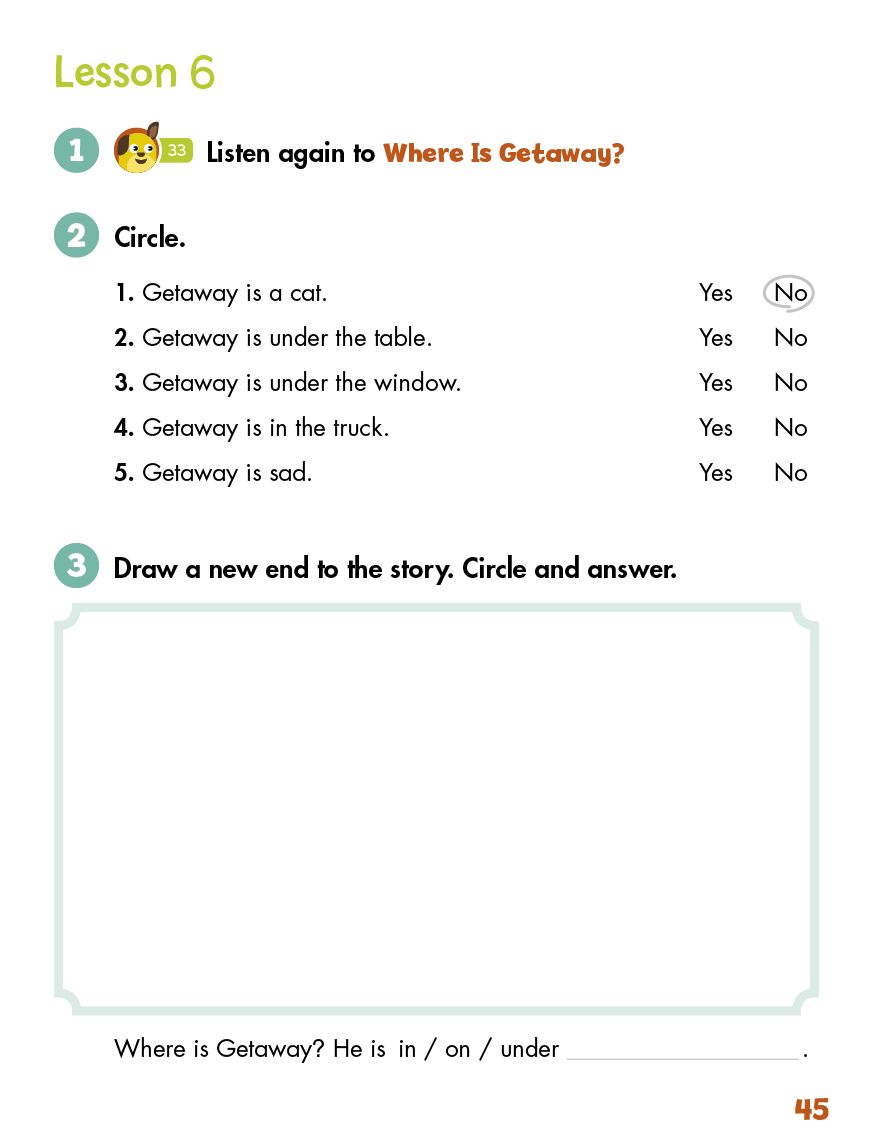 Lesson 6
1 33 Listen again to Where Is Getaway?
2 Circle.
1. Getaway is a cat. Yes No
2. Getaway is under the table. Yes No
3. Getaway is under the window. Yes No
4. Getaway is in the truck. Yes No
5. Getaway is sad. Yes No
3 Draw a new end to the story. Circle and answer.
Where is Getaway? He is in / on / under .
45